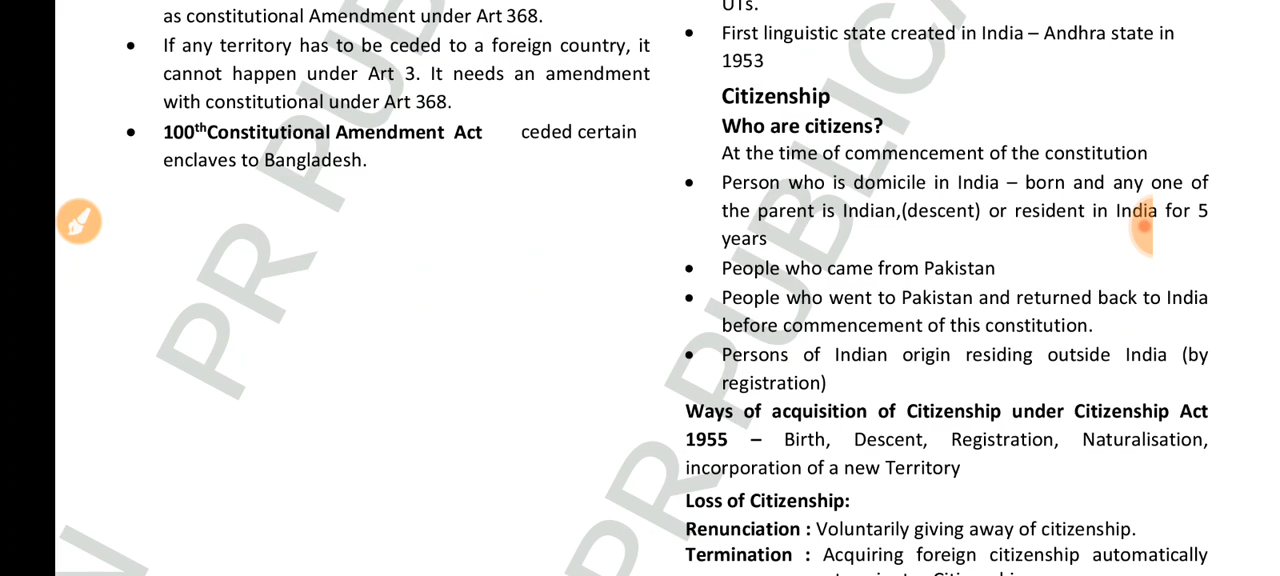 as constitutional Amendment under Art 368.
• If any territory has to be ceded to a foreign country, it
cannot happen under Art 3. It needs an amendment
with constitutional under Art 368.
• 100thConstitutional Amendment Act ceded certain
enclaves to Bangladesh.
UTs.
• First linguistic state created in India – Andhra state in
1953
Citizenship
Who are citizens?
At the time of commencement of the constitution
• Person who is domicile in India – born and any one of
the parent is Indian,(descent) or resident in India for 5
years
• People who came from Pakistan
• People who went to Pakistan and returned back to India
before commencement of this constitution.
• Persons of Indian origin residing outside India (by
registration)
Ways of acquisition of Citizenship under Citizenship Act
1955 – Birth, Descent, Registration, Naturalisation,
incorporation of a new Territory
Loss of Citizenship:
Renunciation : Voluntarily giving away of citizenship.
Termination : Acquiring foreign citizenship automatically
PR PUBLIC
PR PUB
PR